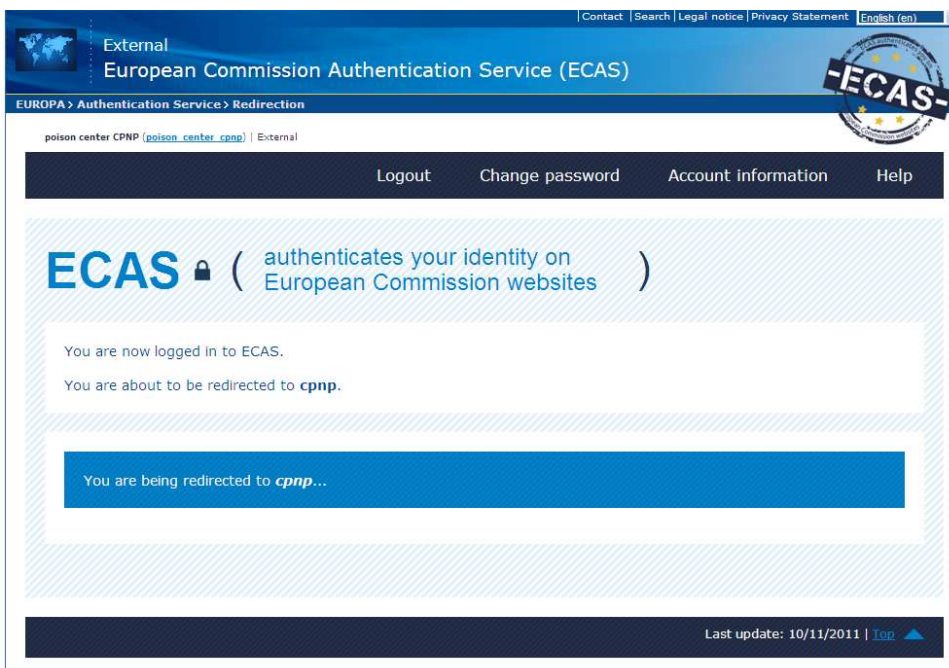 Contact | Search | Legal notice | Privacy Statement English (en)
External
European Commission Authentication Service (ECAS)
-ECAS-
EUROPA > Authentication Service > Redirection
poison center CPNP (poison_center_cpnp) | External
Logout Change password Account information Help
ECAS ( authenticates your identity on
European Commission websites )
You are now logged in to ECAS.
You are about to be redirected to cpnp.
You are being redirected to cpnp...
Last update: 10/11/2011 | Top